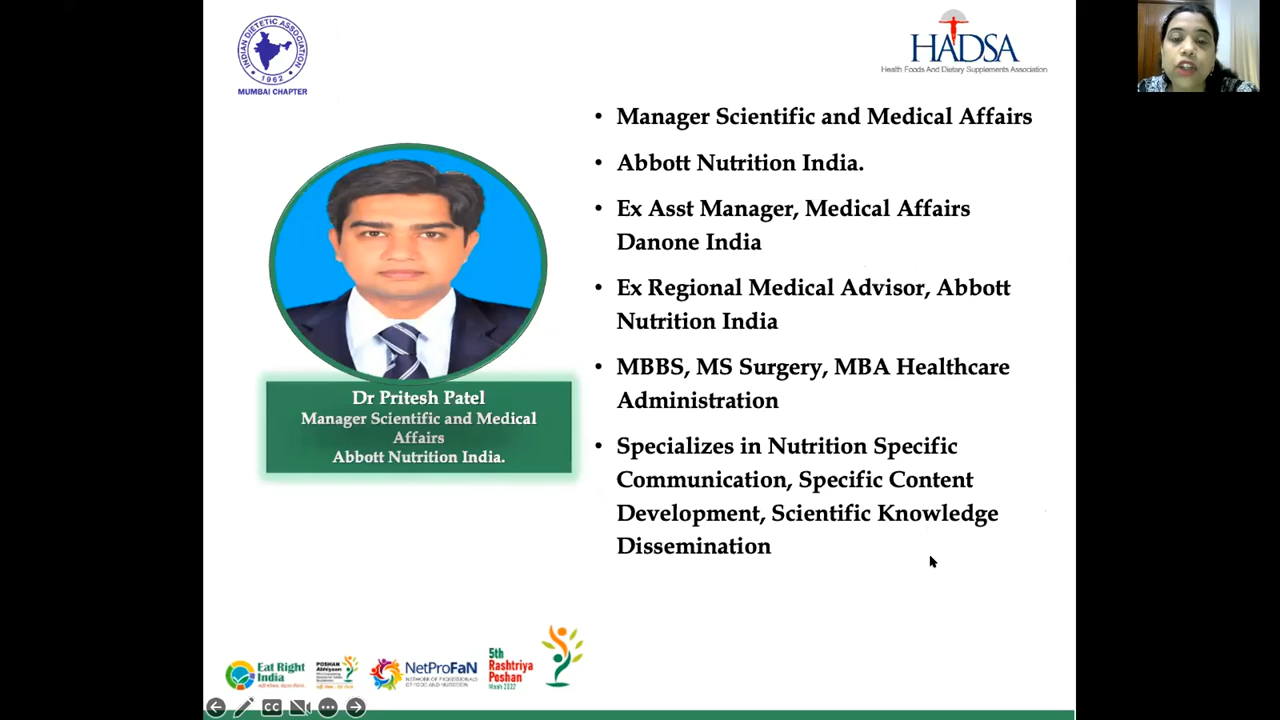 INDIAN DIETETIC ASSOCIATION
1962
MUMBAI CHAPTER
HADSA
Health Foods And Dietary Supplements Association
• Manager Scientific and Medical Affairs
• Abbott Nutrition India.
• Ex Asst Manager, Medical Affairs
Danone India
• Ex Regional Medical Advisor, Abbott
Nutrition India
• MBBS, MS Surgery, MBA Healthcare
Administration
• Specializes in Nutrition Specific
Communication, Specific Content
Development, Scientific Knowledge
Dissemination
Dr Pritesh Patel
Manager Scientific and Medical
Affairs
Abbott Nutrition India.
Eat Right
India
POSHAN
Abhiyaan
NetProFaN
NETWORK OF PROFESSIONALS
OF FOOD AND NUTRITION
5th
Rashtriya
Poshan
Maah 2022
CC